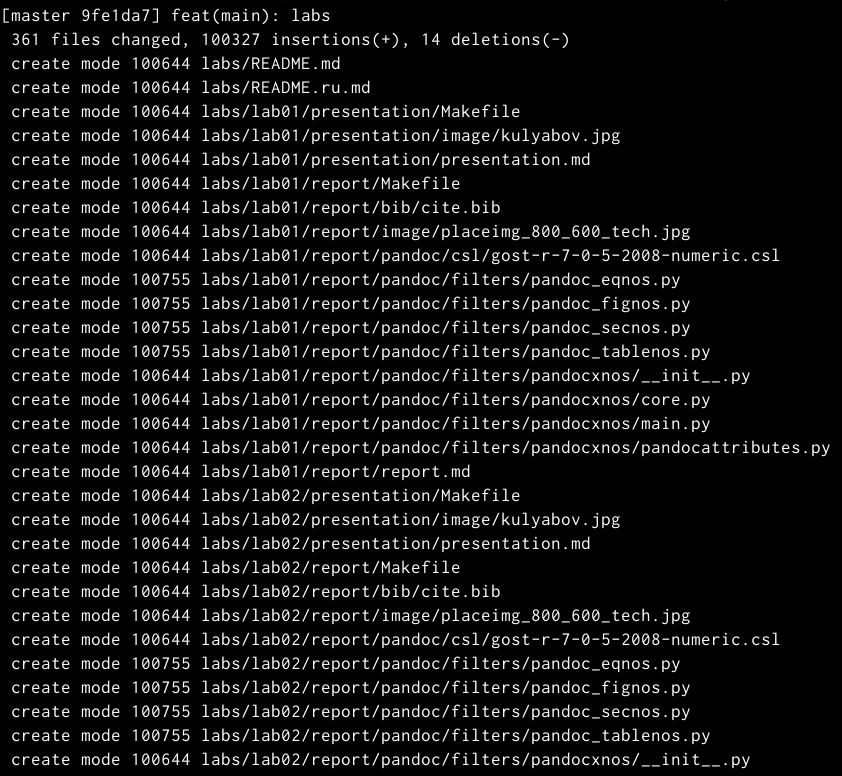 [master 9fe1da7] feat(main): labs
361 files changed, 100327 insertions(+), 14 deletions(-)
create mode 100644 labs/README.md
create mode 100644 labs/README.ru.md
create mode 100644 labs/lab01/presentation/Makefile
create mode 100644 labs/lab01/presentation/image/kulyabov.jpg
create mode 100644 labs/lab01/presentation/presentation.md
create mode 100644 labs/lab01/report/Makefile
create mode 100644 labs/lab01/report/bib/cite.bib
create mode 100644 labs/lab01/report/image/placeimg_800_600_tech.jpg
create mode 100644 labs/lab01/report/pandoc/csl/gost-r-7-0-5-2008-numeric.csl
create mode 100755 labs/lab01/report/pandoc/filters/pandoc_eqnos.py
create mode 100755 labs/lab01/report/pandoc/filters/pandoc_fignos.py
create mode 100755 labs/lab01/report/pandoc/filters/pandoc_secnos.py
create mode 100755 labs/lab01/report/pandoc/filters/pandoc_tablenos.py
create mode 100644 labs/lab01/report/pandoc/filters/pandocxnos/__init__.py
create mode 100644 labs/lab01/report/pandoc/filters/pandocxnos/core.py
create mode 100644 labs/lab01/report/pandoc/filters/pandocxnos/main.py
create mode 100644 labs/lab01/report/pandoc/filters/pandocxnos/pandocattributes.py
create mode 100644 labs/lab01/report/report.md
create mode 100644 labs/lab02/presentation/Makefile
create mode 100644 labs/lab02/presentation/image/kulyabov.jpg
create mode 100644 labs/lab02/presentation/presentation.md
create mode 100644 labs/lab02/report/Makefile
create mode 100644 labs/lab02/report/bib/cite.bib
create mode 100644 labs/lab02/report/image/placeimg_800_600_tech.jpg
create mode 100644 labs/lab02/report/pandoc/csl/gost-r-7-0-5-2008-numeric.csl
create mode 100755 labs/lab02/report/pandoc/filters/pandoc_eqnos.py
create mode 100755 labs/lab02/report/pandoc/filters/pandoc_fignos.py
create mode 100755 labs/lab02/report/pandoc/filters/pandoc_secnos.py
create mode 100755 labs/lab02/report/pandoc/filters/pandoc_tablenos.py
create mode 100644 labs/lab02/report/pandoc/filters/pandocxnos/__init__.py